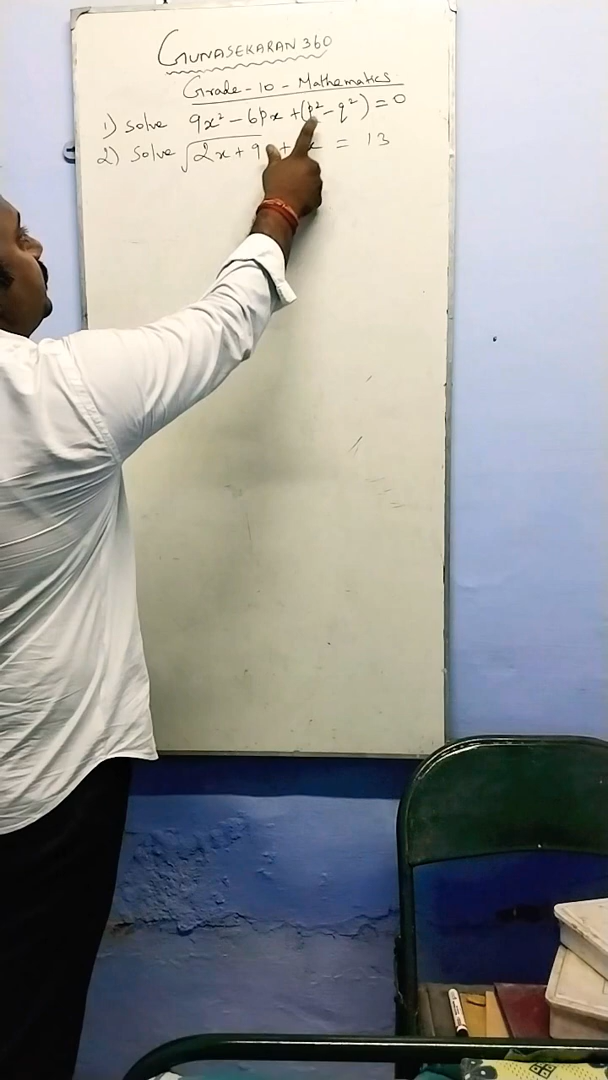 GUNASEKARAN 360
Grade - 10 - Mathematics
1) Solve 9x² - 6px + (p² - q²) = 0
2) Solve √2x + 9 + x = 13